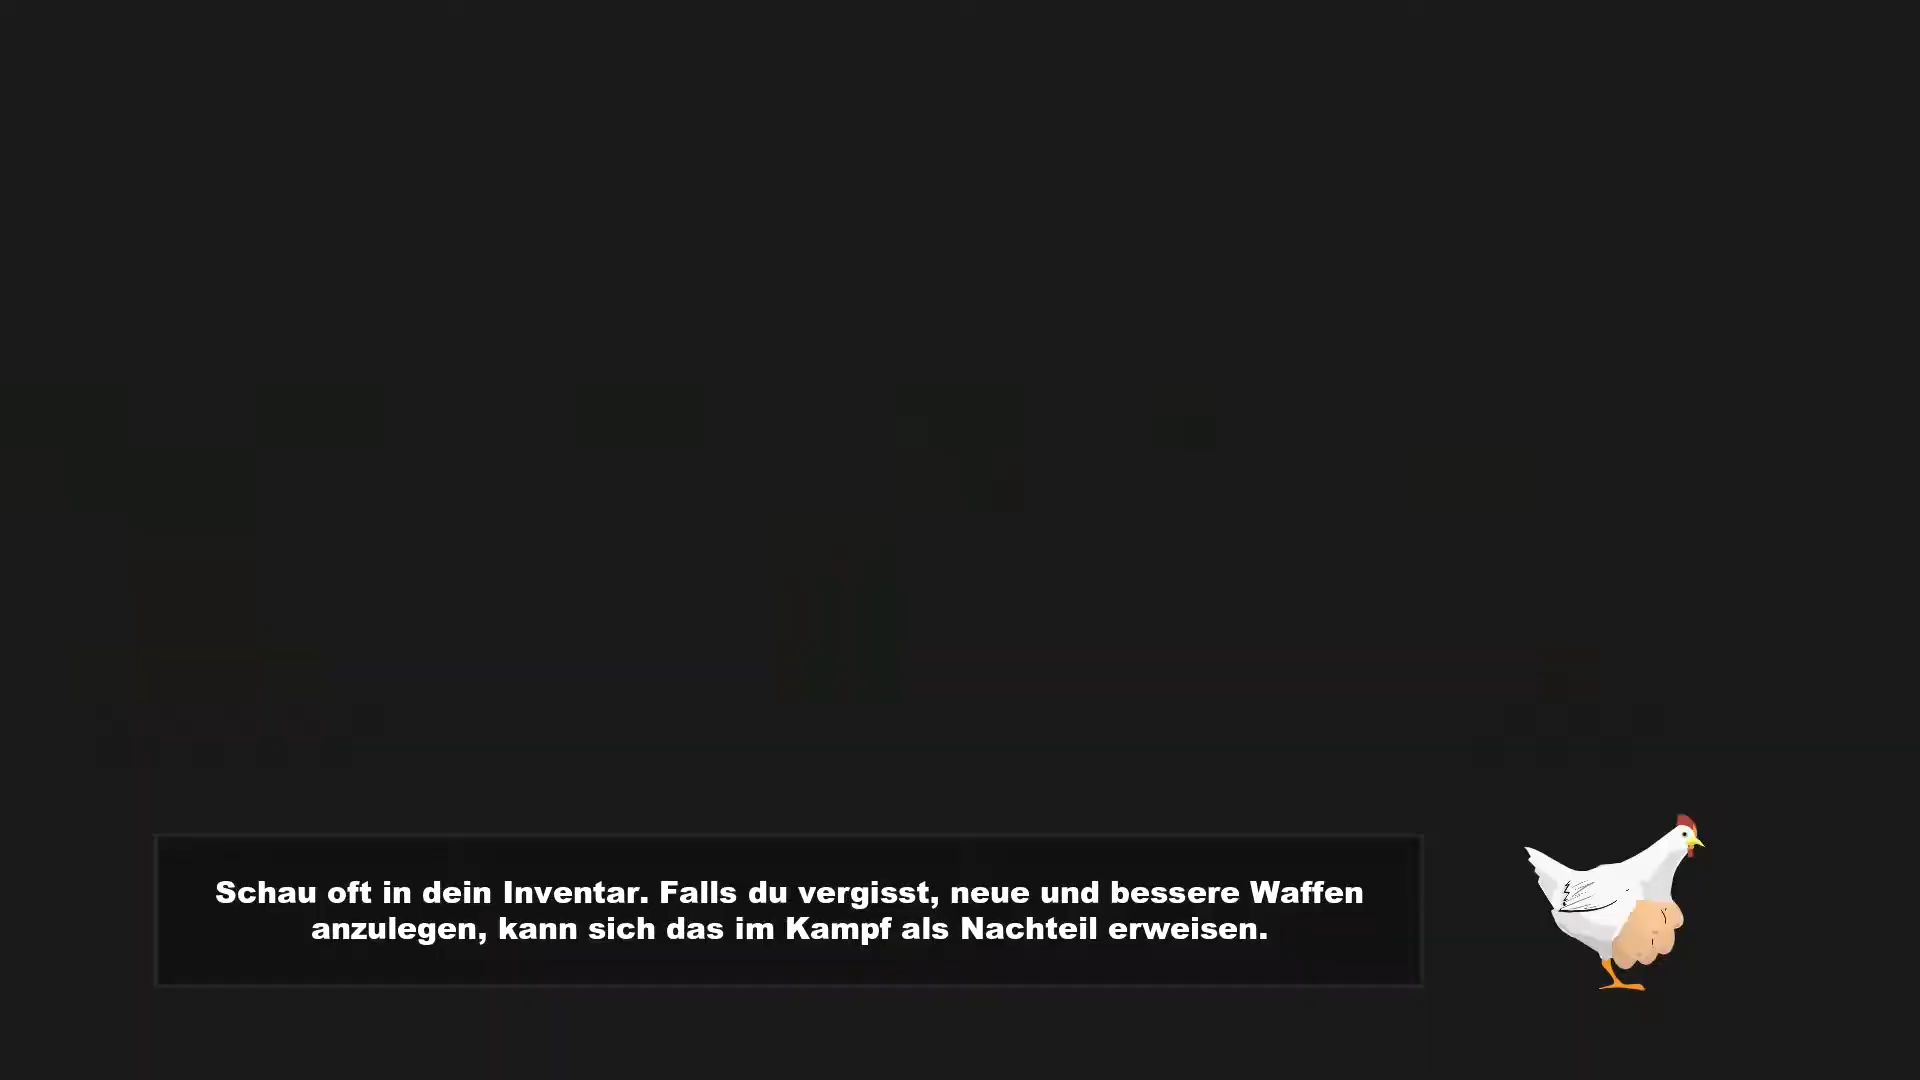 Schau oft in dein Inventar. Falls du vergisst, neue und bessere Waffen
anzulegen, kann sich das im Kampf als Nachteil erweisen.